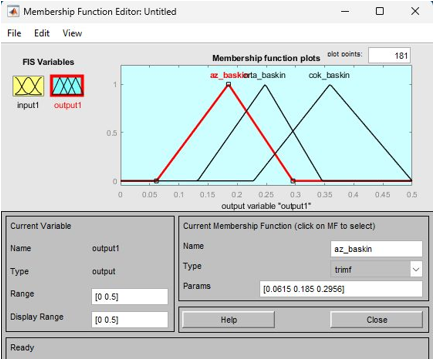 Membership Function Editor: Untitled
File Edit View
FIS Variables
input1
output1
Membership function plots
plot points:
181
az_baskin
orta_baskin
cok_baskin
1
0.5
0
0 0.05 0.1 0.15 0.2 0.25 0.3 0.35 0.4 0.45 0.5
output variable "output1"
Current Variable
Name output1
Type output
Range [0 0.5]
Display Range [0 0.5]
Current Membership Function (click on MF to select)
Name az_baskin
Type trimf
Params [0.0615 0.185 0.2956]
Help Close
Ready